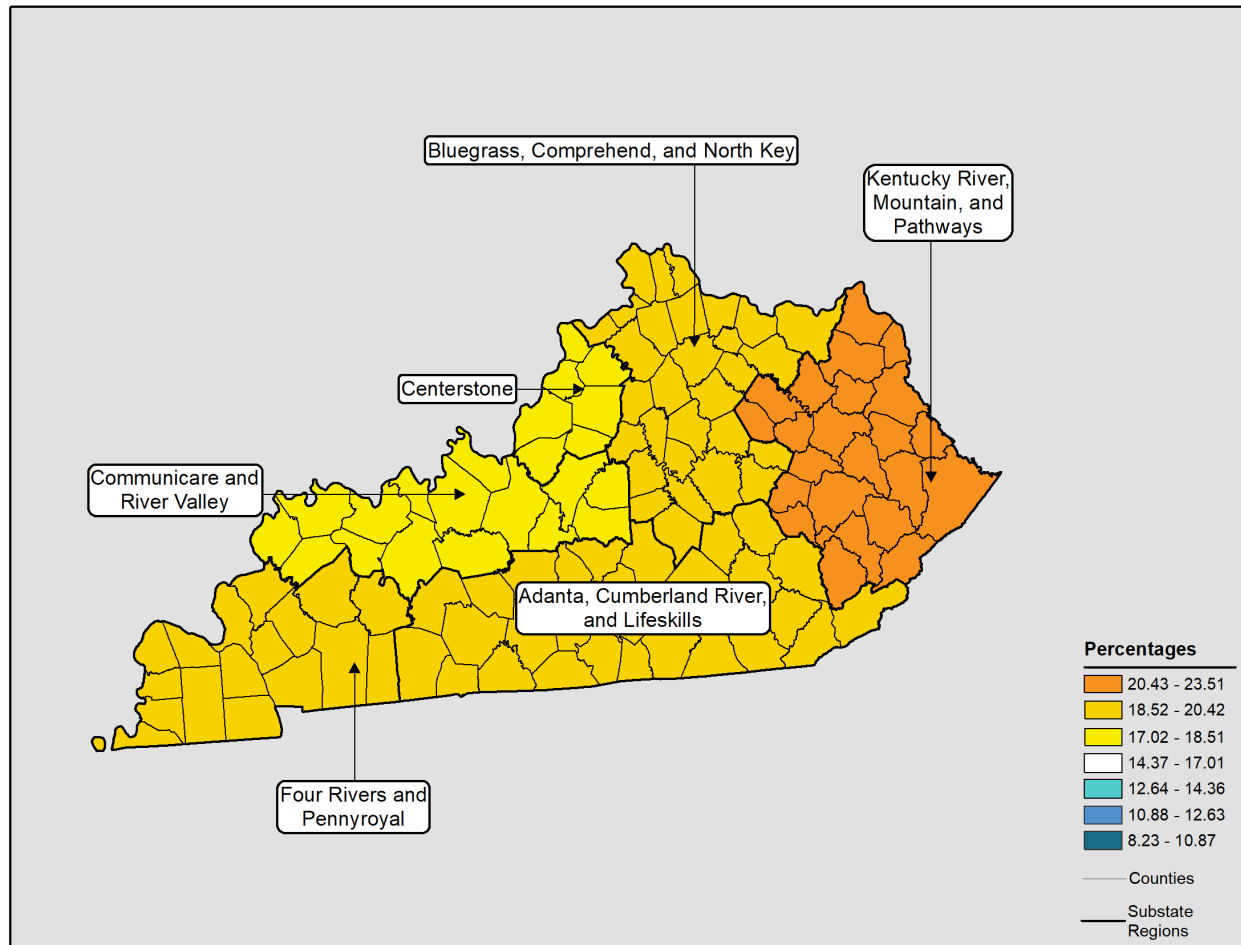 Bluegrass, Comprehend, and North Key
Kentucky River,
Mountain, and
Pathways
Centerstone
Communicare and
River Valley
Adanta, Cumberland River,
and Lifeskills
Four Rivers and
Pennyroyal
Percentages
20.43 - 23.51
18.52 - 20.42
17.02 - 18.51
14.37 - 17.01
12.64 - 14.36
10.88 - 12.63
8.23 - 10.87
Counties
Substate
Regions